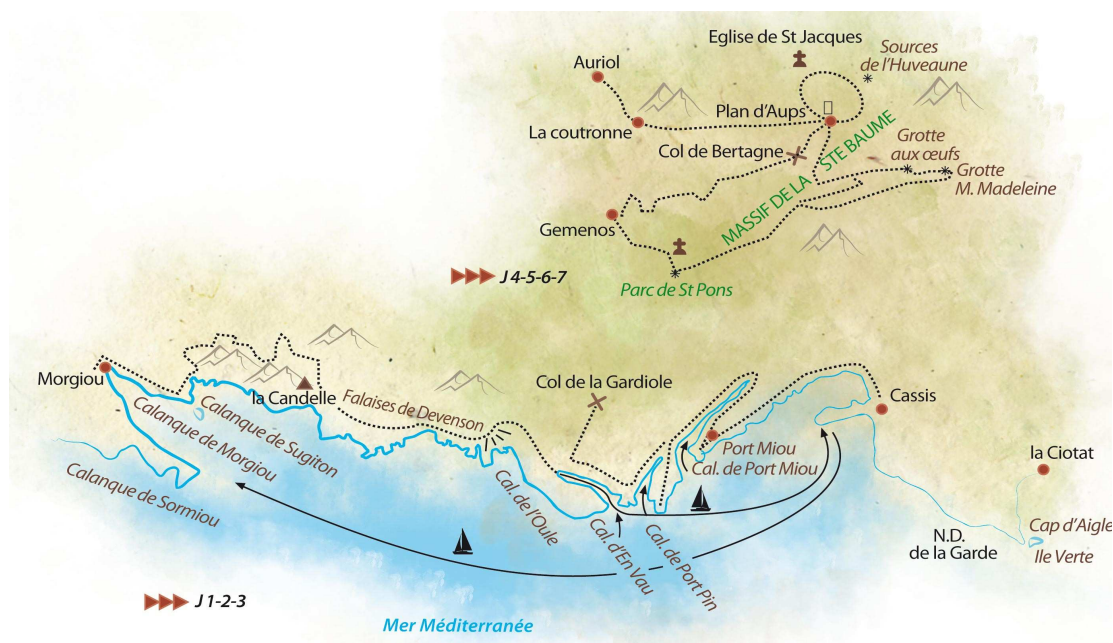 Eglise de St Jacques
Sources
de l'Huveaune
Auriol
Plan d'Aups
La coutronne
Col de Bertagne
Grotte
aux œufs
Grotte
M. Madeleine
MASSIF DE LA STE BAUME
Gemenos
J 4-5-6-7
Parc de St Pons
Morgiou
la Candelle
Falaises de Devenson
Col de la Gardiole
Cassis
Calanque de Sugiton
Calanque de Morgiou
Calanque de Sormiou
Port Miou
Cal. de Port Miou
la Ciotat
Cal. de l'Oule
Cal. d'En Vau
Cal. de Port Pin
N.D.
de la Garde
Cap d'Aigle
Ile Verte
J 1-2-3
Mer Méditerranée